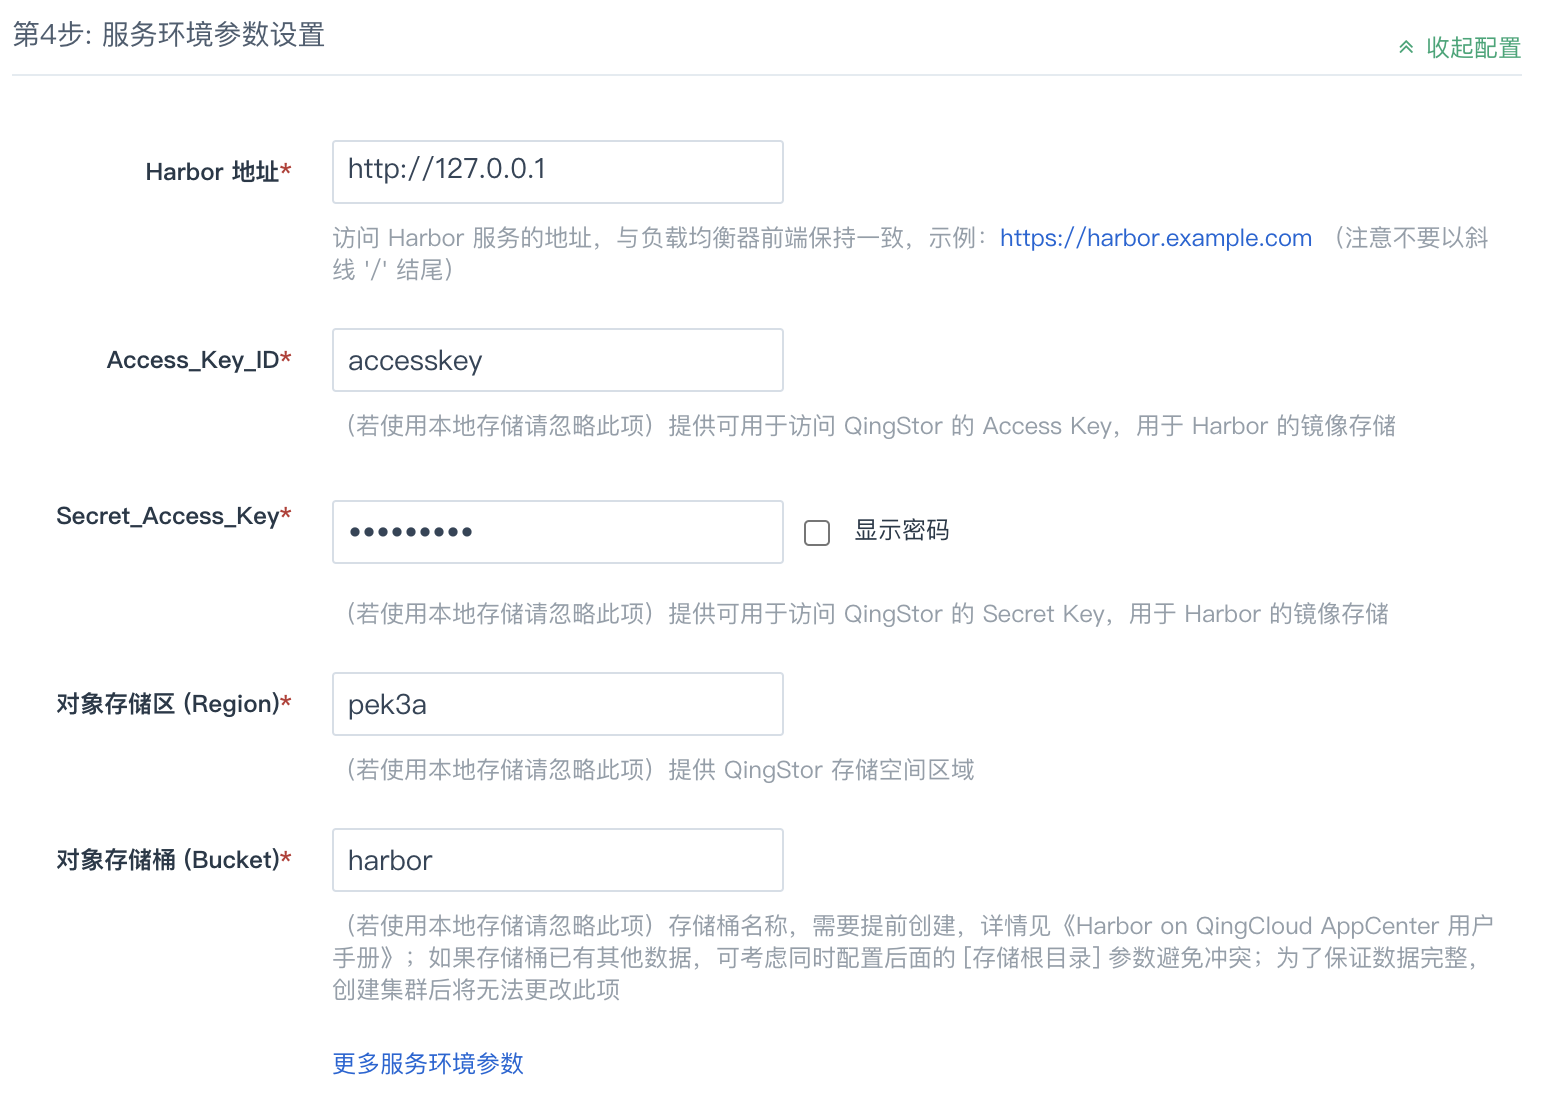 第4步: 服务环境参数设置
收起配置
Harbor 地址*
http://127.0.0.1
访问 Harbor 服务的地址，与负载均衡器前端保持一致，示例：https://harbor.example.com （注意不要以斜
线 '/' 结尾）
Access_Key_ID*
accesskey
（若使用本地存储请忽略此项）提供可用于访问 QingStor 的 Access Key，用于 Harbor 的镜像存储
Secret_Access_Key*
•••••••••
显示密码
（若使用本地存储请忽略此项）提供可用于访问 QingStor 的 Secret Key，用于 Harbor 的镜像存储
对象存储区 (Region)*
pek3a
（若使用本地存储请忽略此项）提供 QingStor 存储空间区域
对象存储桶 (Bucket)*
harbor
（若使用本地存储请忽略此项）存储桶名称，需要提前创建，详情见《Harbor on QingCloud AppCenter 用户
手册》；如果存储桶已有其他数据，可考虑同时配置后面的 [存储根目录] 参数避免冲突；为了保证数据完整，
创建集群后将无法更改此项
更多服务环境参数